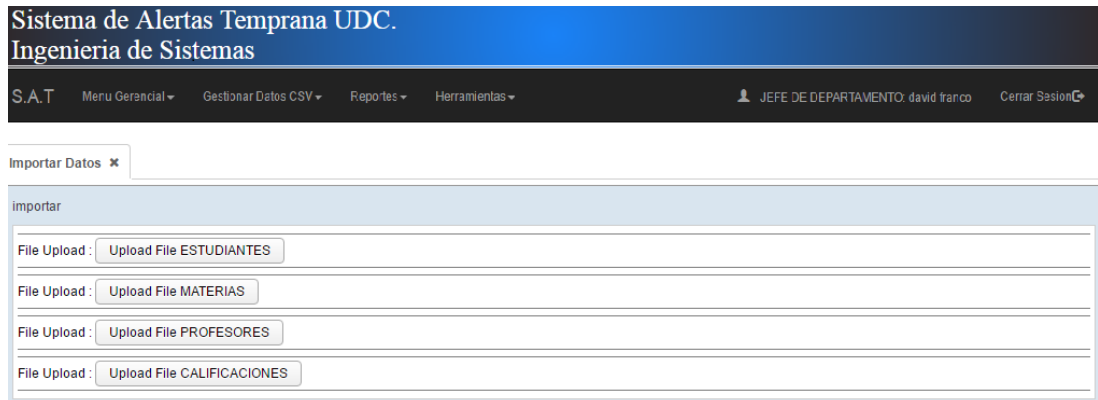 Sistema de Alertas Temprana UDC.
Ingenieria de Sistemas
S.A.T Menu Gerencial Gestionar Datos CSV Reportes Herramientas JEFE DE DEPARTAMENTO: david franco Cerrar Sesion
Importar Datos ✖
importar
File Upload : Upload File ESTUDIANTES
File Upload : Upload File MATERIAS
File Upload : Upload File PROFESORES
File Upload : Upload File CALIFICACIONES